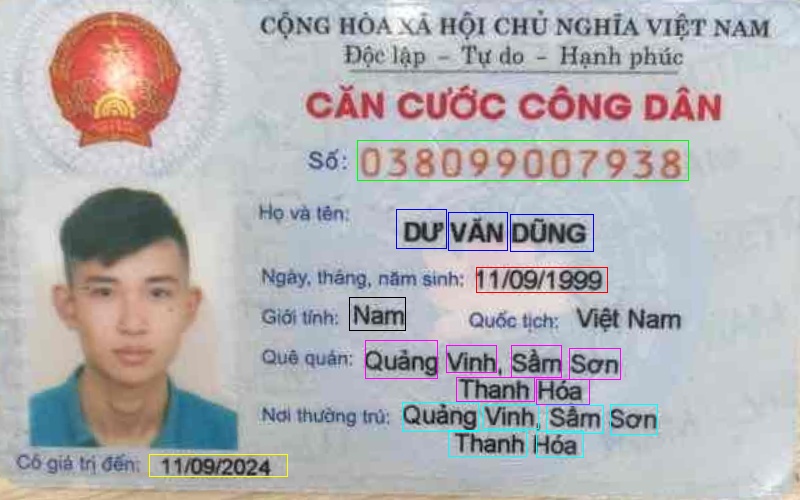 CỘNG HÒA XÃ HỘI CHỦ NGHĨA VIỆT NAM
Độc lập - Tự do - Hạnh phúc
CĂN CƯỚC CÔNG DÂN
Số: 038099007938
Họ và tên:
DƯ VĂN DŨNG
Ngày, tháng, năm sinh: 11/09/1999
Giới tính: Nam Quốc tịch: Việt Nam
Quê quán: Quảng Vinh, Sầm Sơn
Thanh Hóa
Nơi thường trú: Quảng Vinh, Sầm Sơn
Thanh Hóa
Có giá trị đến: 11/09/2024